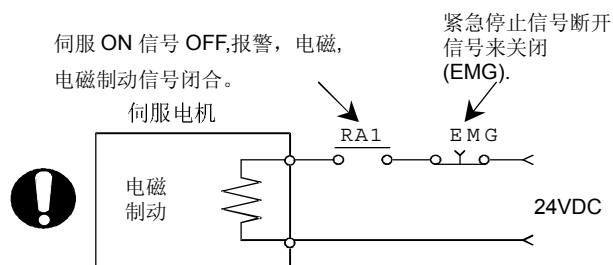 伺服 ON 信号 OFF,报警，电磁,
电磁制动信号闭合。
紧急停止信号断开
信号来关闭
(EMG).
伺服电机
RA1
EMG
电磁
制动
24VDC